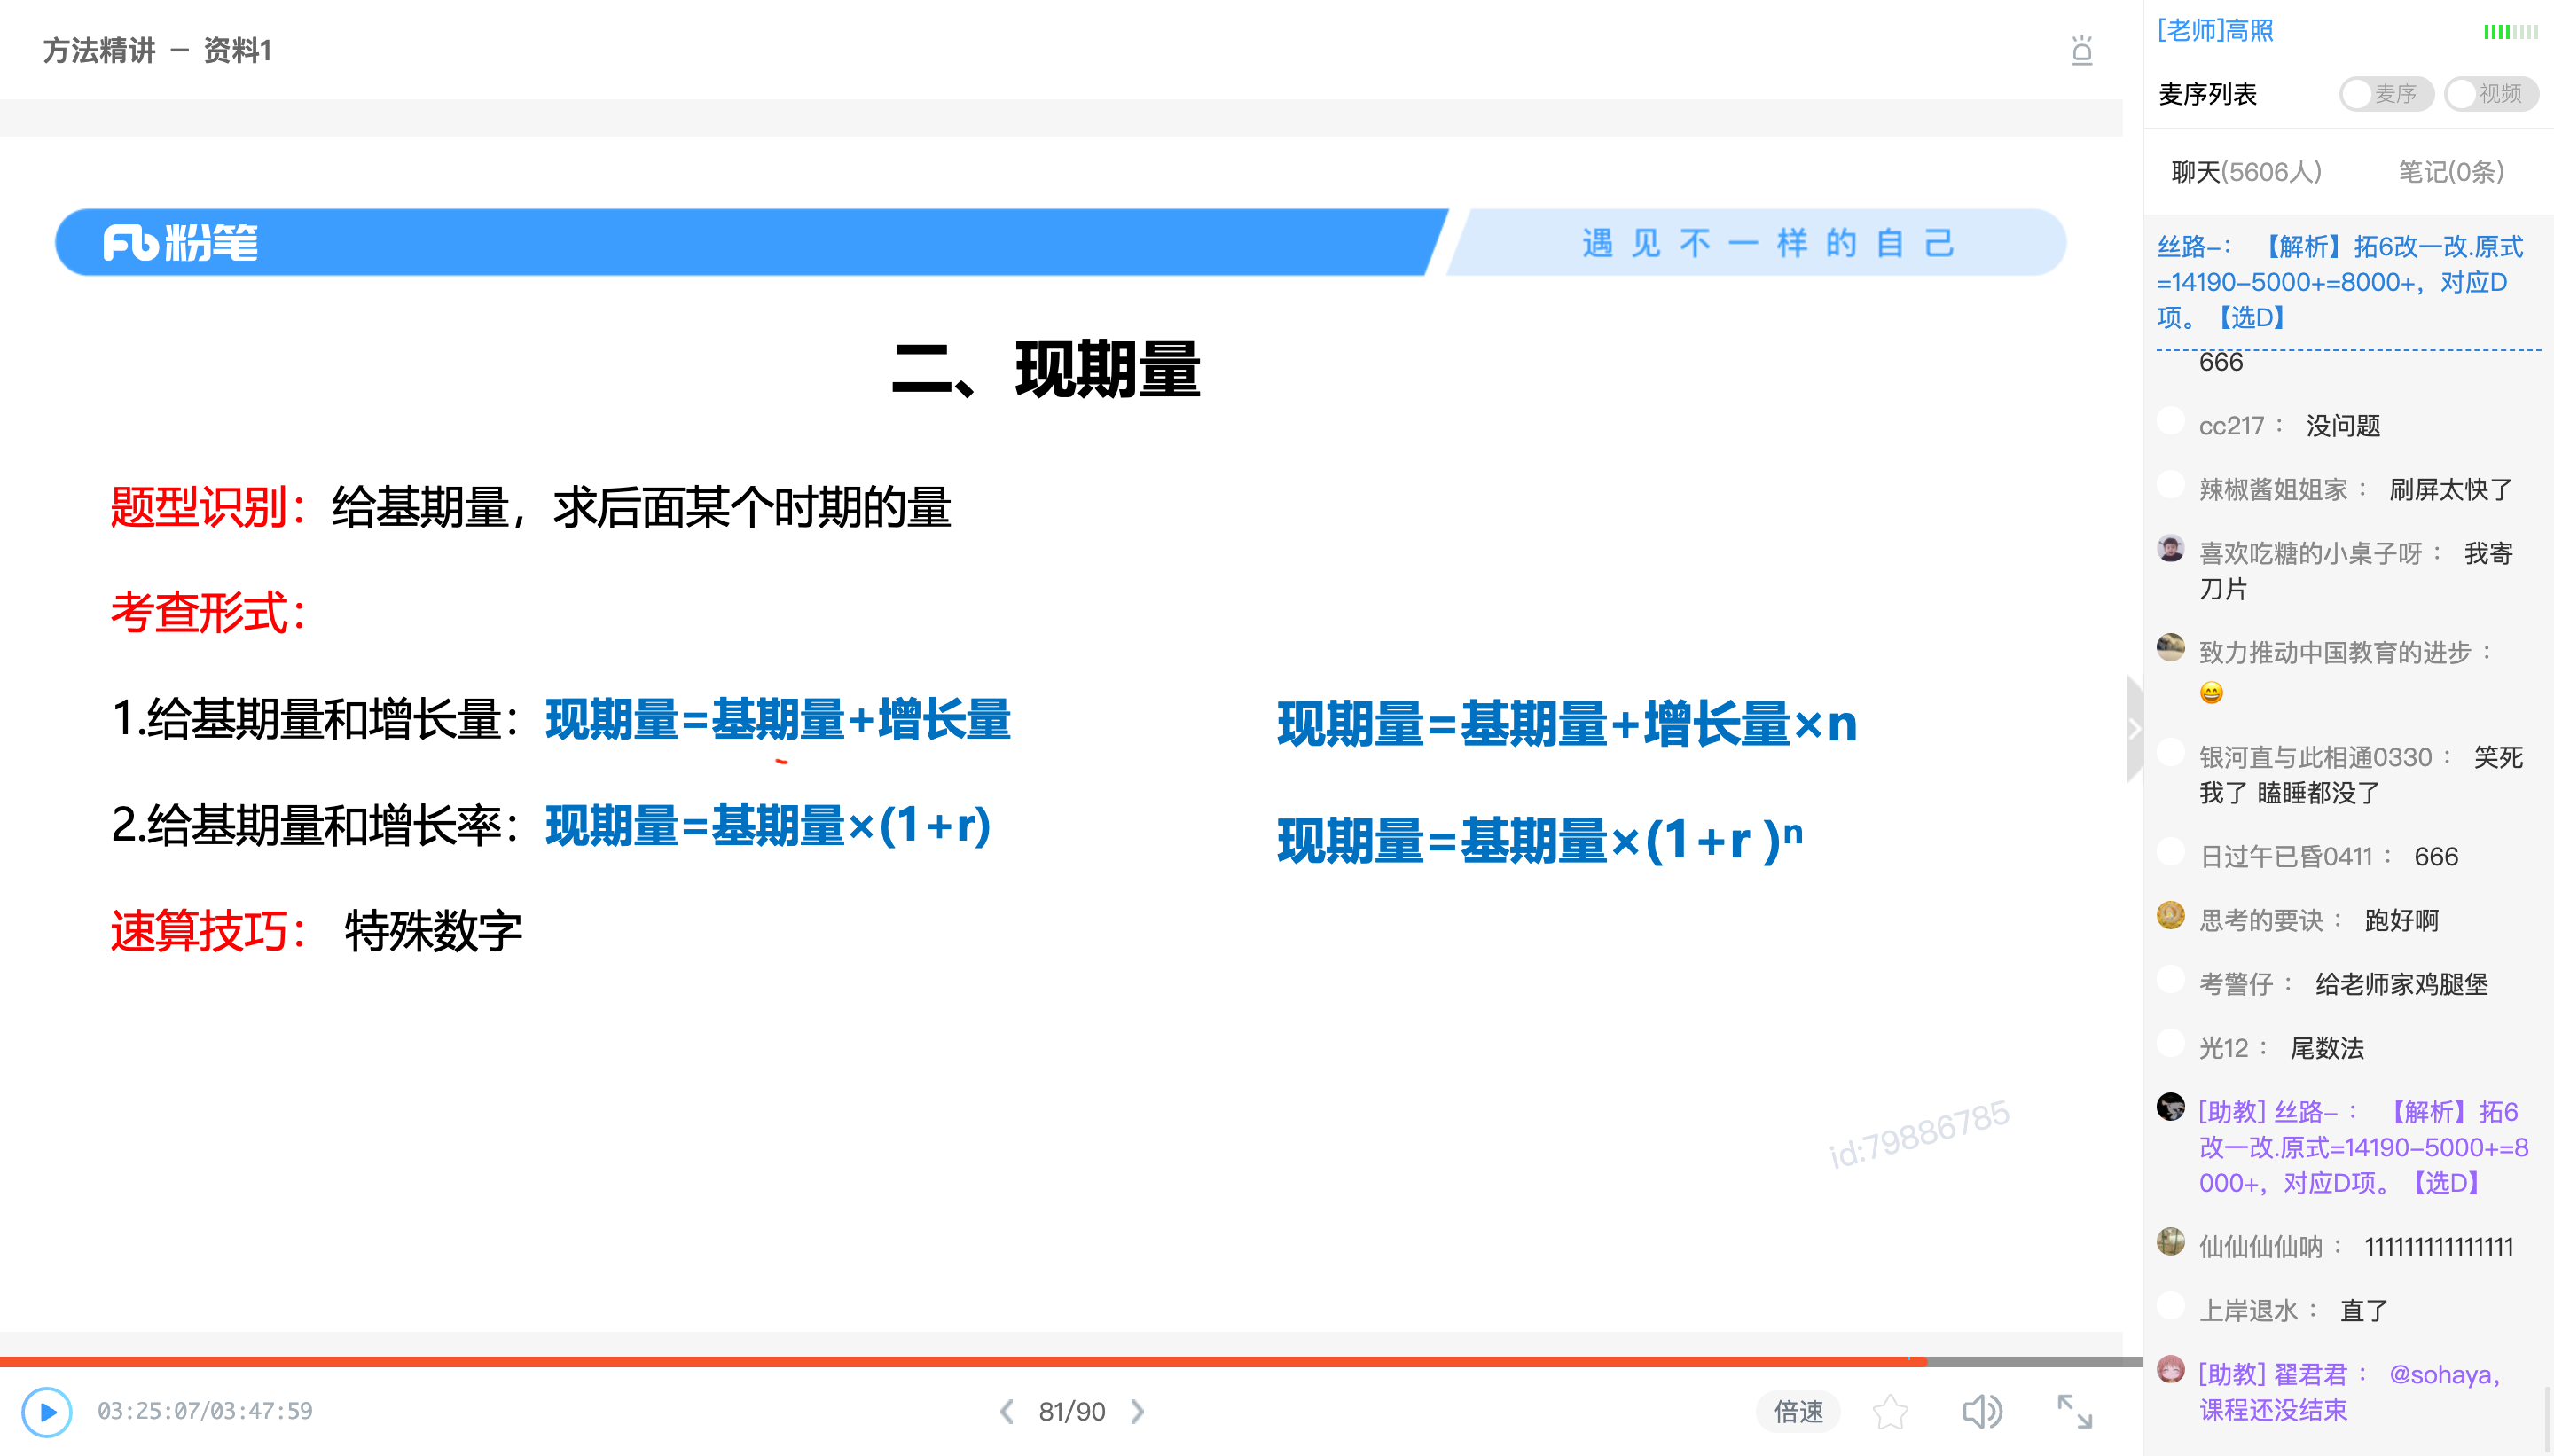 方法精讲 – 资料1
粉笔
遇见不一样的自己
二、现期量
题型识别：给基期量，求后面某个时期的量
考查形式：
1.给基期量和增长量：现期量=基期量+增长量
现期量=基期量+增长量×n
2.给基期量和增长率：现期量=基期量×(1+r)
现期量=基期量×(1+r )ⁿ
速算技巧： 特殊数字
id:79886785
03:25:07/03:47:59
81/90
倍速
[老师]高照
麦序列表
麦序
视频
聊天(5606人)
笔记(0条)
丝路–： 【解析】拓6改一改.原式
=14190–5000+=8000+，对应D
项。【选D】
666
cc217： 没问题
辣椒酱姐姐家： 刷屏太快了
喜欢吃糖的小桌子呀： 我寄
刀片
致力推动中国教育的进步：
😄
银河直与此相通0330： 笑死
我了 瞌睡都没了
日过午已昏0411： 666
思考的要诀： 跑好啊
考警仔： 给老师家鸡腿堡
光12： 尾数法
[助教] 丝路–： 【解析】拓6
改一改.原式=14190–5000+=8
000+，对应D项。【选D】
仙仙仙仙呐： 111111111111111
上岸退水： 直了
[助教] 翟君君： @sohaya，
课程还没结束